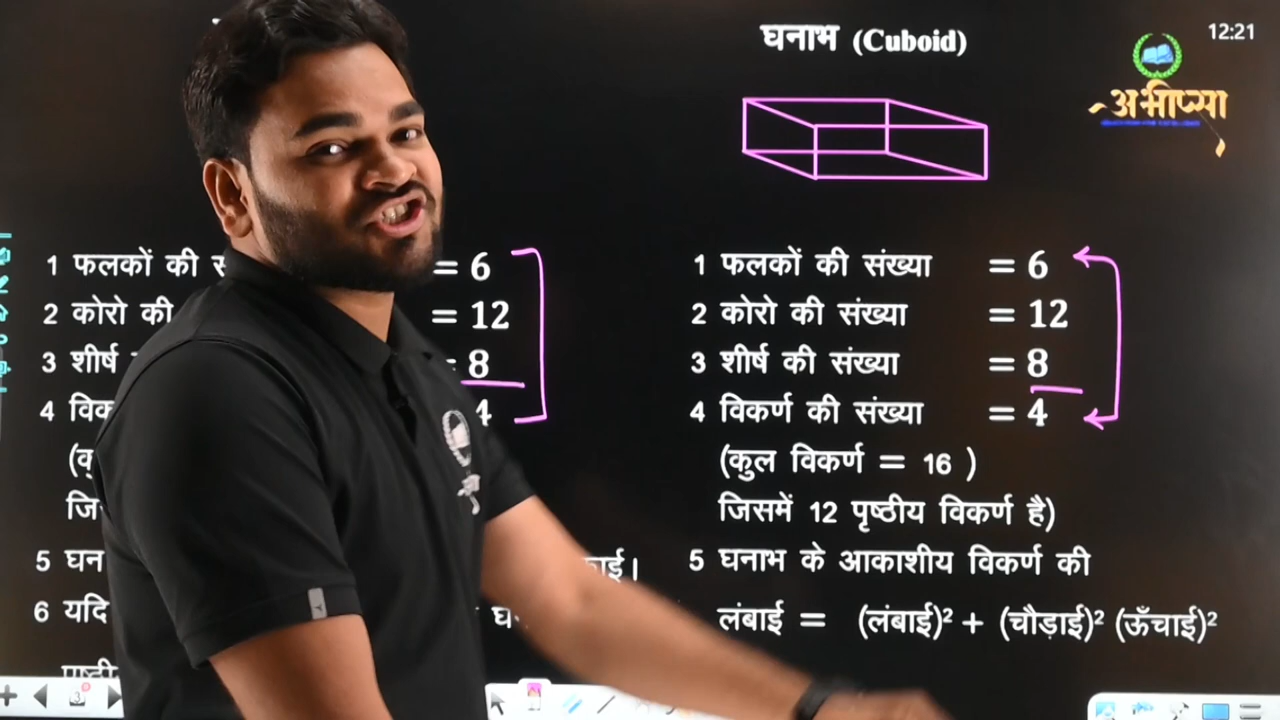 घनाभ (Cuboid)
12:21
अभीप्सा
1 फलकों की
= 6
2 कोरो की
= 12
3 शीर्ष
= 8
4
4
5 घन
6 यदि
1 फलकों की संख्या = 6
2 कोरो की संख्या = 12
3 शीर्ष की संख्या = 8
4 विकर्ण की संख्या = 4
(कुल विकर्ण = 16 )
जिसमें 12 पृष्ठीय विकर्ण है)
5 घनाभ के आकाशीय विकर्ण की
लंबाई = (लंबाई)² + (चौड़ाई)² (ऊँचाई)²